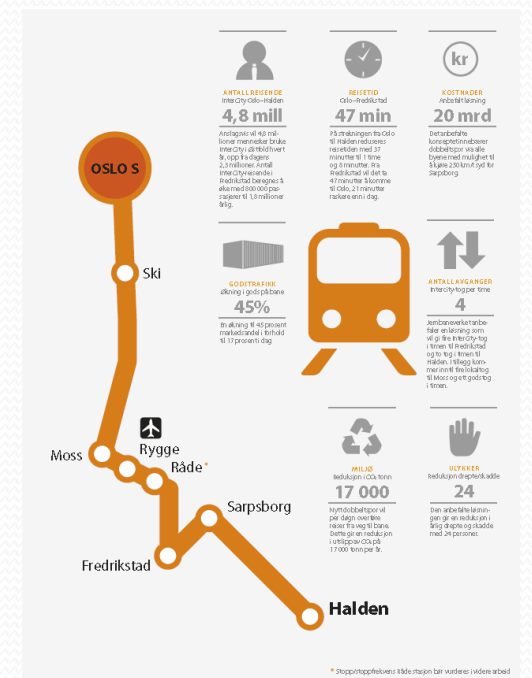 ANTALL REISENDE
InterCity Oslo–Halden
4,8 mill
Anslagsvis vil 4,8 mil-
lioner mennesker bruke
InterCity i Østfold hvert
år, opp fra dagens
2,3 millioner. Antall
InterCity-reisende i
Fredrikstad beregnes å
øke med 800 000 pas-
sasjerer til 1,8 millioner
årlig.
REISETID
Oslo–Fredrikstad
47 min
På strekningen fra Oslo
til Halden reduseres
reisetiden med 37
minutter til 1 time
og 8 minutter. Fra
Fredrikstad vil det ta
47 minutter å komme
til Oslo, 21 minutter
raskere enn i dag.
kr
KOSTNADER
Anbefalt løsning
20 mrd
Det anbefalte
konseptet innebærer
dobbeltspor via alle
byene med mulighet til
å kjøre 250 km/t syd for
Sarpsborg.
GODSTRAFIKK
Økning i gods på bane
45%
En økning til 45 prosent
markedsandel i forhold
til 17 prosent i dag
ANTALL AVGANGER
Intercity-tog per time
4
Jernbaneverket anbe-
faler en løsning som
vil gi fire InterCity-tog
i timen til Fredrikstad
og to tog i timen til
Halden. I tillegg kom-
mer inntil fire lokaltog
til Moss og ett godstog
i timen.
MILJØ
Reduksjon i CO₂ tonn
17 000
Nytt dobbeltspor vil
per døgn overføre
reiser fra veg til bane.
Dette gir en reduksjon
i utslipp av CO₂ på
17 000 tonn per år.
ULYKKER
Reduksjon drepte/skadde
24
Den anbefalte løsnin-
gen gir en reduksjon i
årlig drepte og skadde
med 24 personer.
OSLO S
Ski
Moss
Rygge
Råde *
Sarpsborg
Fredrikstad
Halden
* Stopp/stoppfrekvens Råde stasjon bør vurderes i videre arbeid